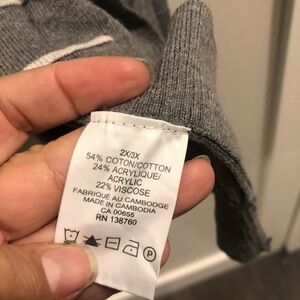 2X/3X
54% COTON/COTTON
24% ACRYLIQUE/
ACRYLIC
22% VISCOSE
FABRIQUÉ AU CAMBODGE
MADE IN CAMBODIA
CA 00655
RN 138760